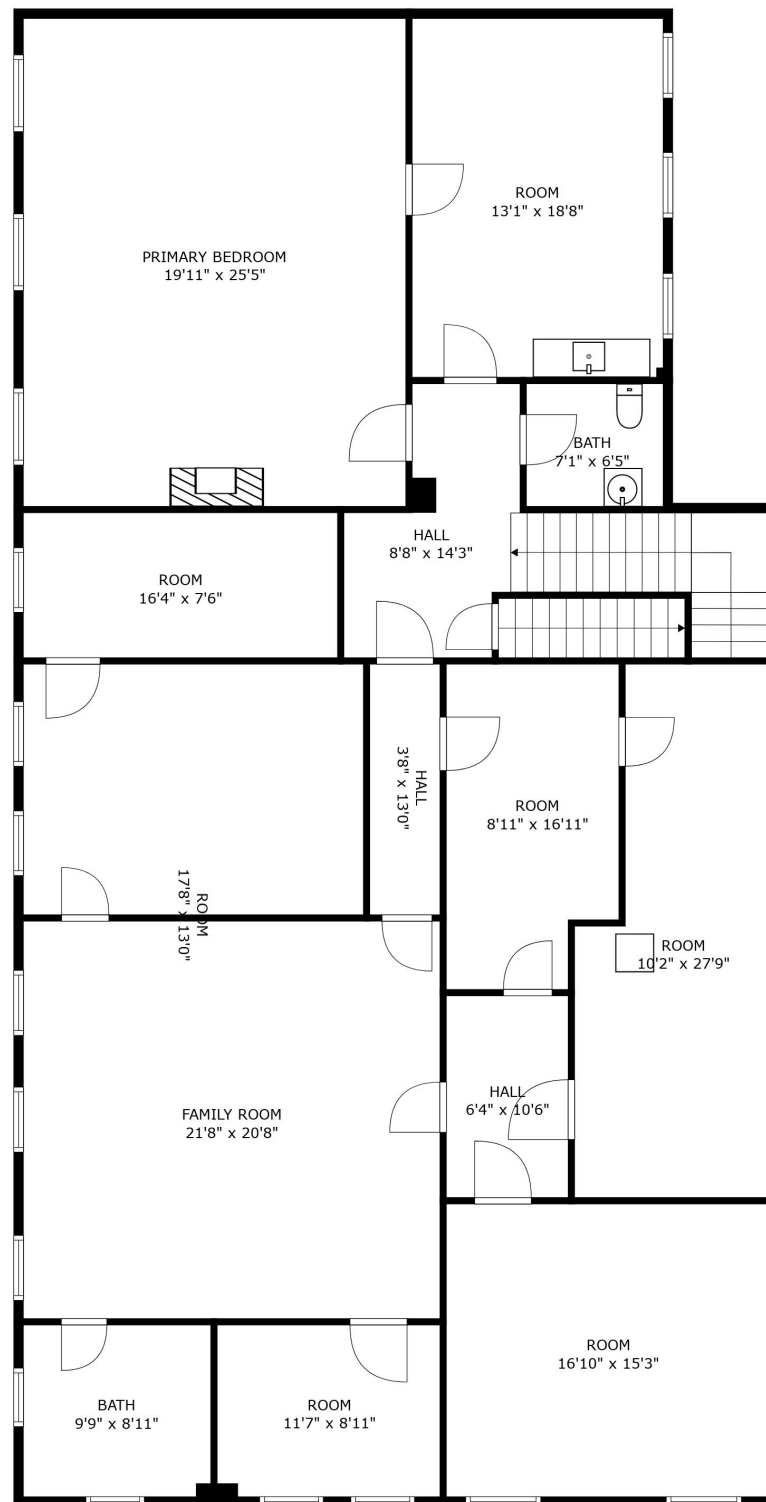 ROOM
13'1" x 18'8"
PRIMARY BEDROOM
19'11" x 25'5"
BATH
7'1" x 6'5"
HALL
8'8" x 14'3"
ROOM
16'4" x 7'6"
HALL
3'8" x 13'0"
ROOM
8'11" x 16'11"
ROOM
17'8" x 13'0"
ROOM
10'2" x 27'9"
HALL
6'4" x 10'6"
FAMILY ROOM
21'8" x 20'8"
ROOM
16'10" x 15'3"
BATH
9'9" x 8'11"
ROOM
11'7" x 8'11"